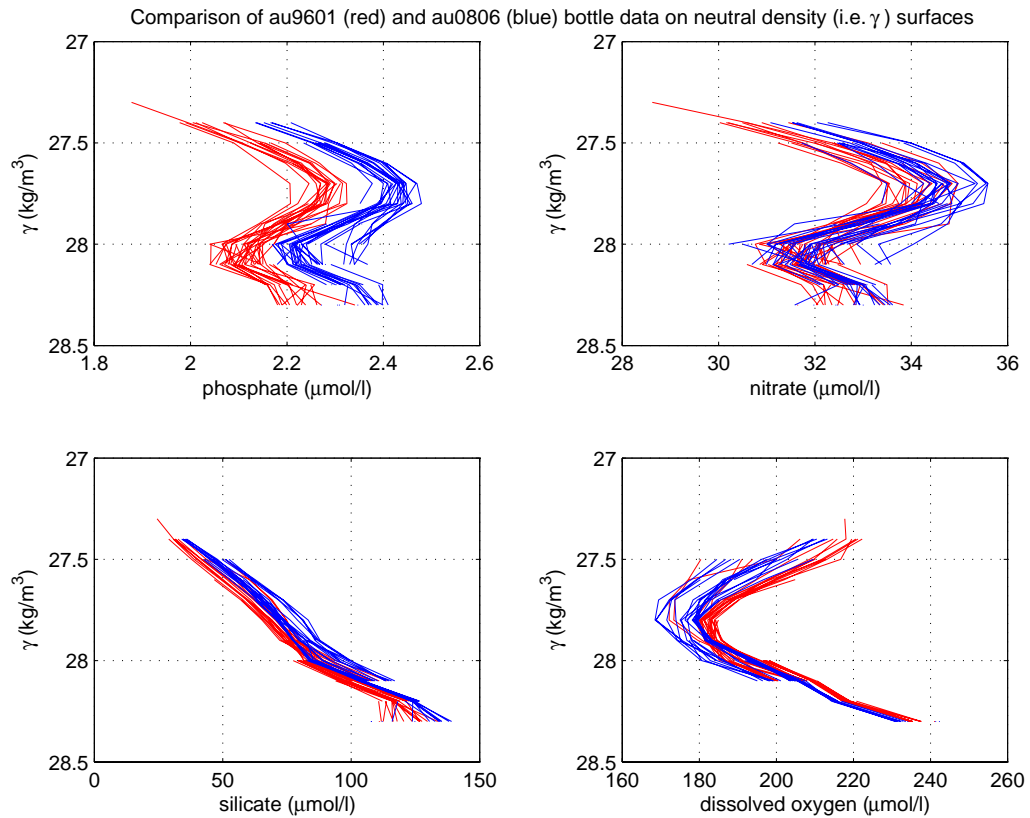 Comparison of au9601 (red) and au0806 (blue) bottle data on neutral density (i.e. γ ) surfaces
27
27.5
28
28.5
γ (kg/m³)
1.8 2 2.2 2.4 2.6
phosphate (μmol/l)
27
27.5
28
28.5
γ (kg/m³)
28 30 32 34 36
nitrate (μmol/l)
27
27.5
28
28.5
γ (kg/m³)
0 50 100 150
silicate (μmol/l)
27
27.5
28
28.5
γ (kg/m³)
160 180 200 220 240 260
dissolved oxygen (μmol/l)